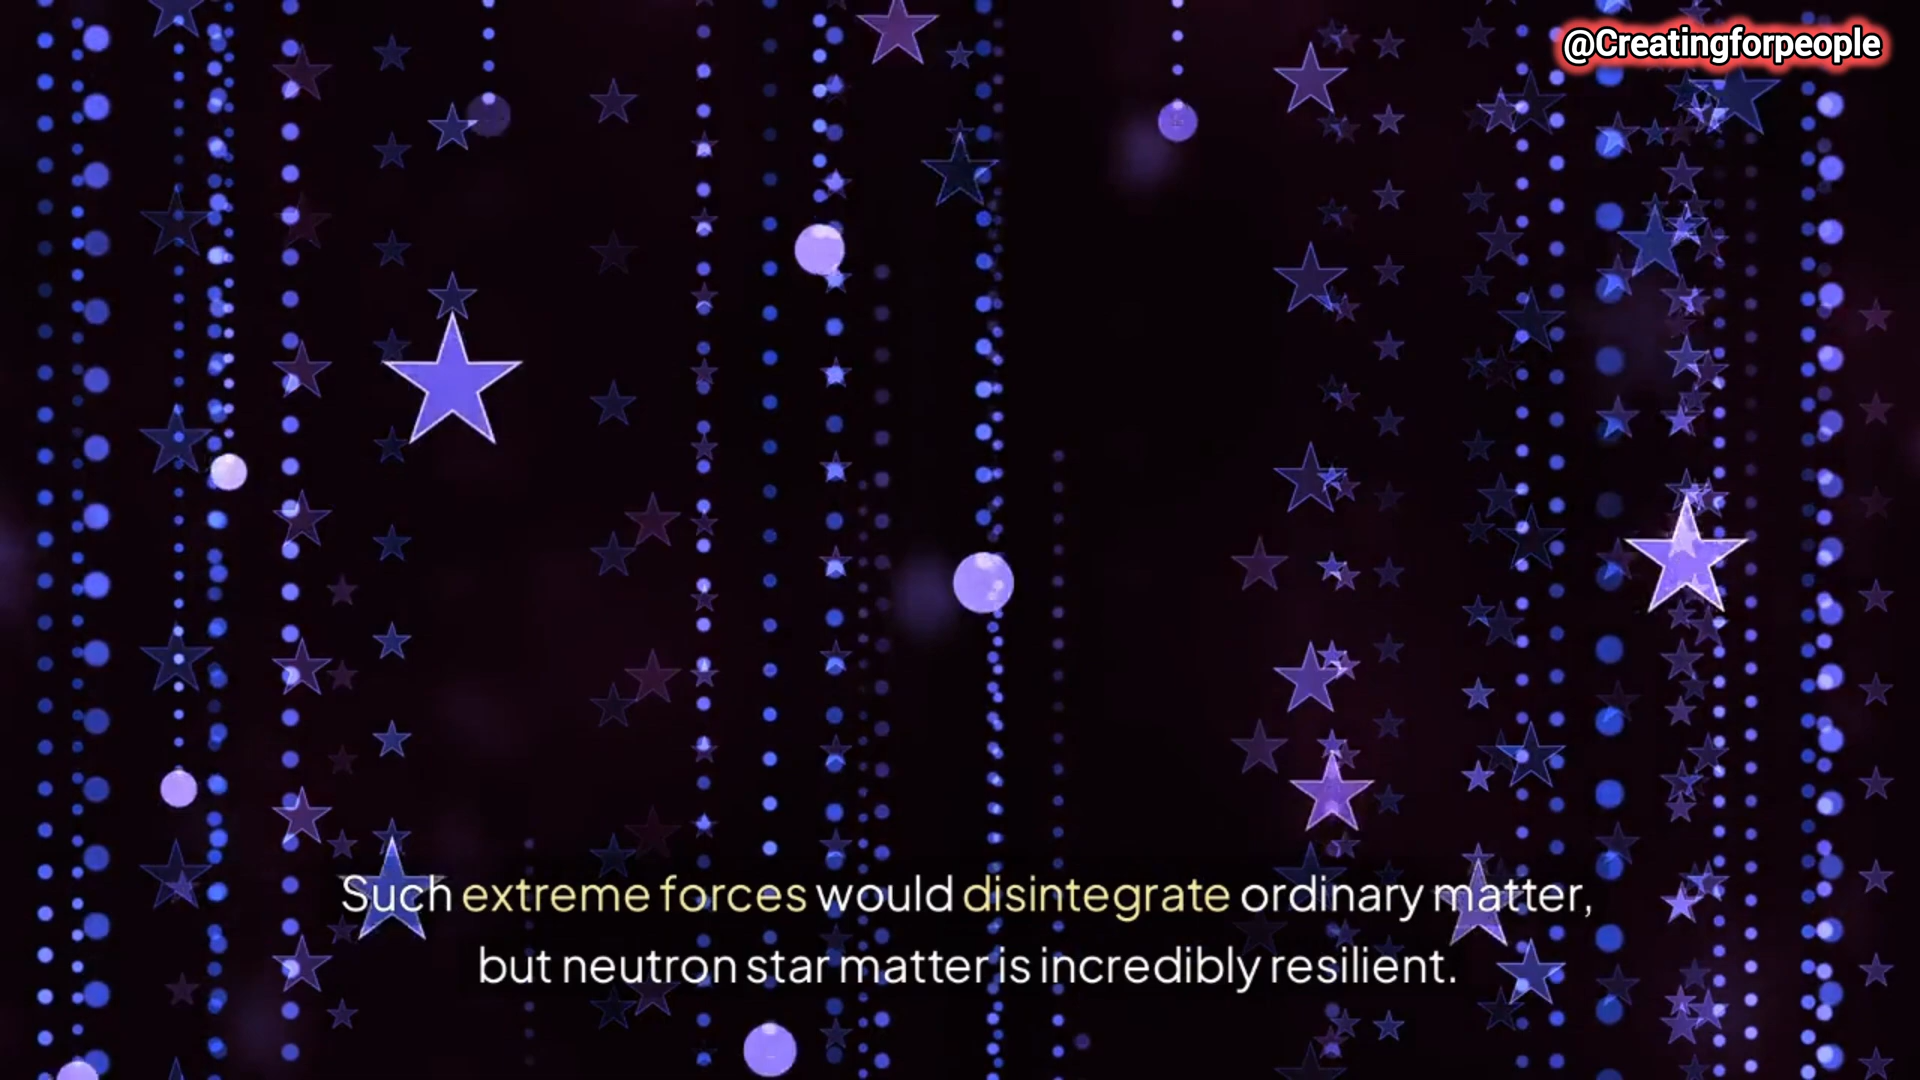 @Creatingforpeople
Such extreme forces would disintegrate ordinary matter,
but neutron star matter is incredibly resilient.